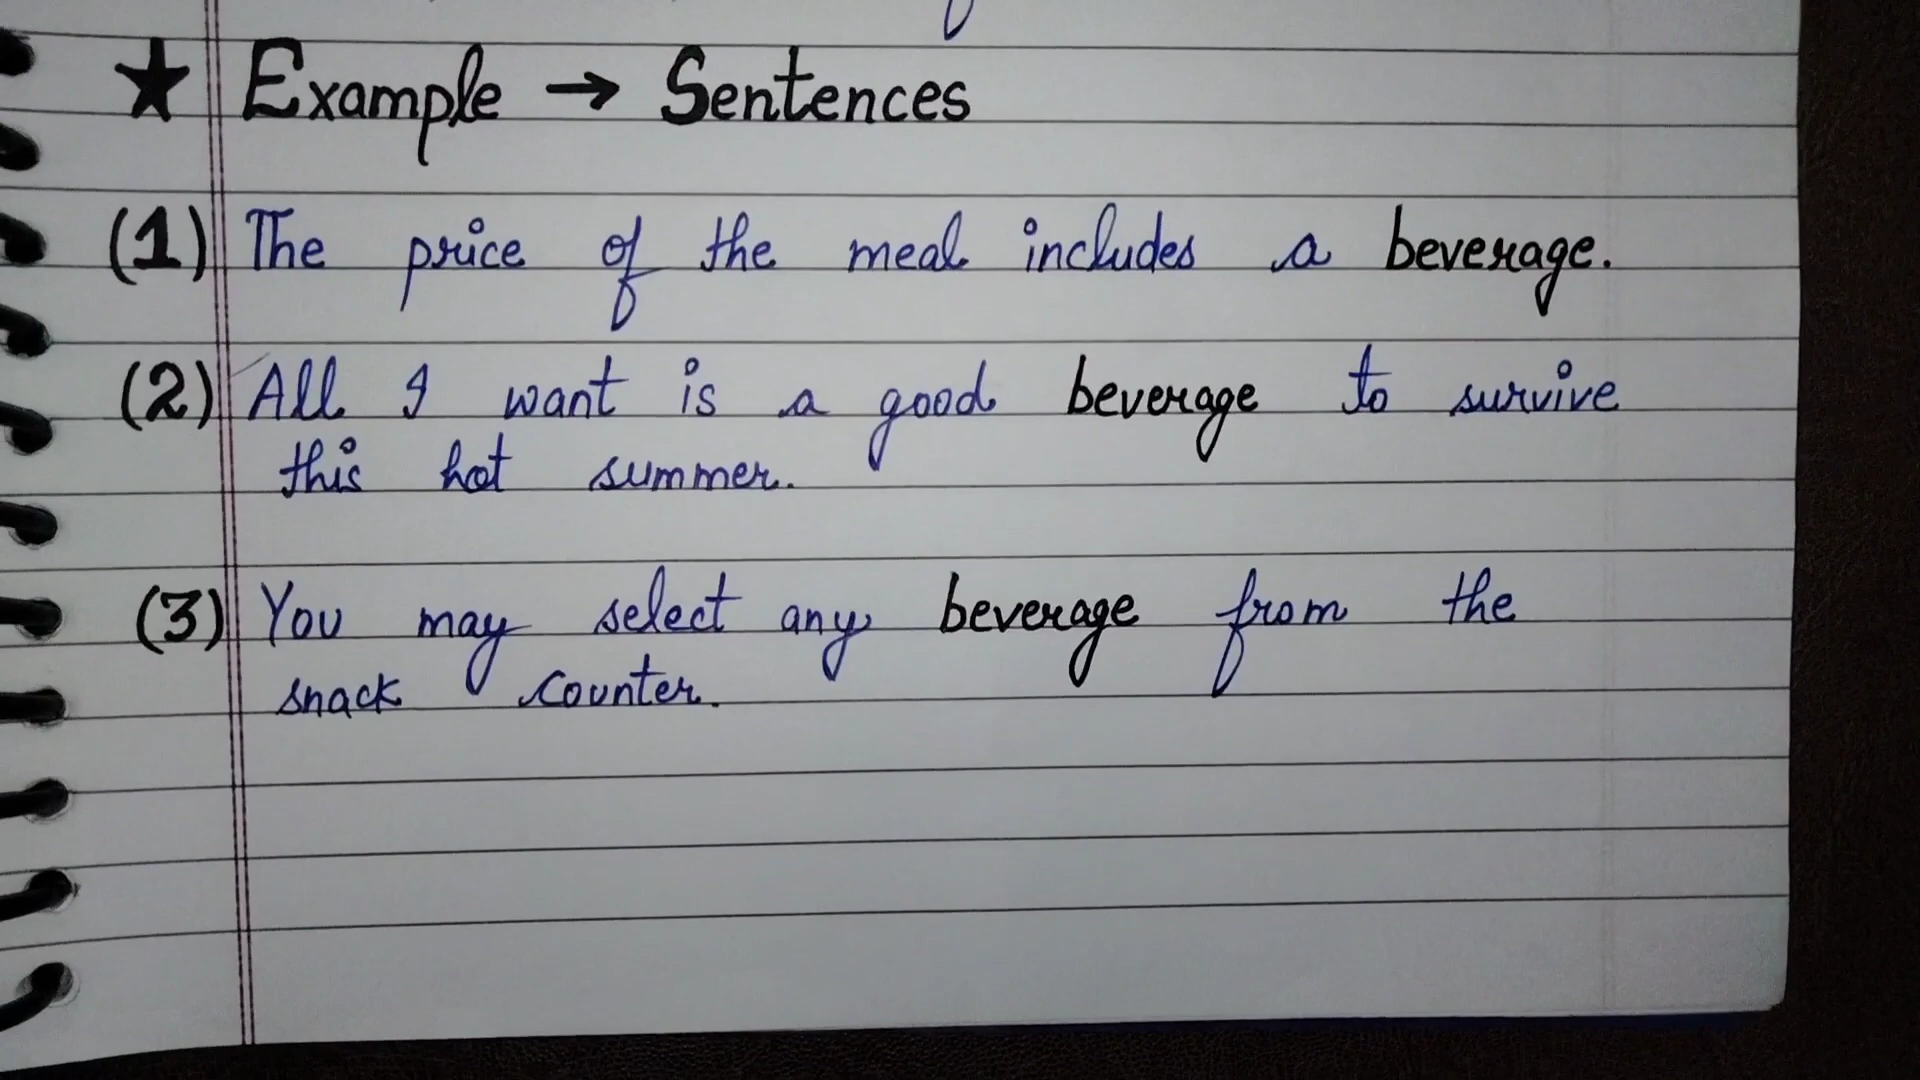 ★ Example → Sentences
(1) The price of the meal includes a beverage.
(2) All I want is a good beverage to survive
this hot summer.
(3) You may select any beverage from the
snack counter.